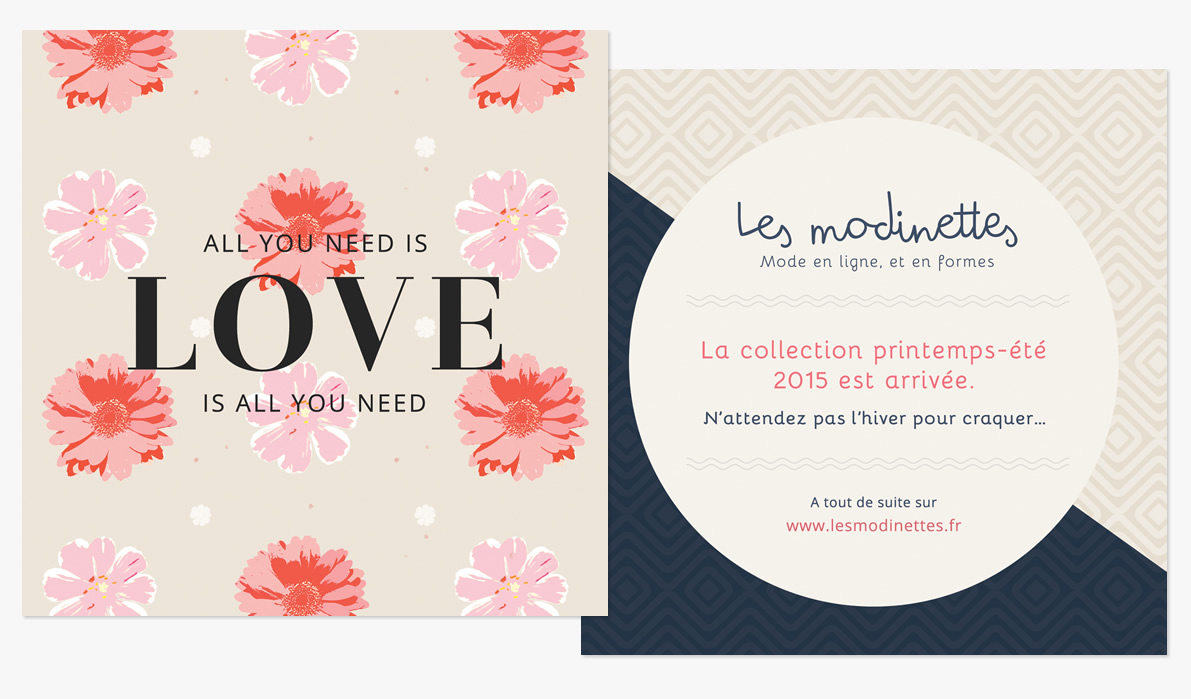 ALL YOU NEED IS
LOVE
IS ALL YOU NEED
Les modinettes
Mode en ligne, et en formes
La collection printemps-été
2015 est arrivée.
N'attendez pas l'hiver pour craquer...
A tout de suite sur
www.lesmodinettes.fr